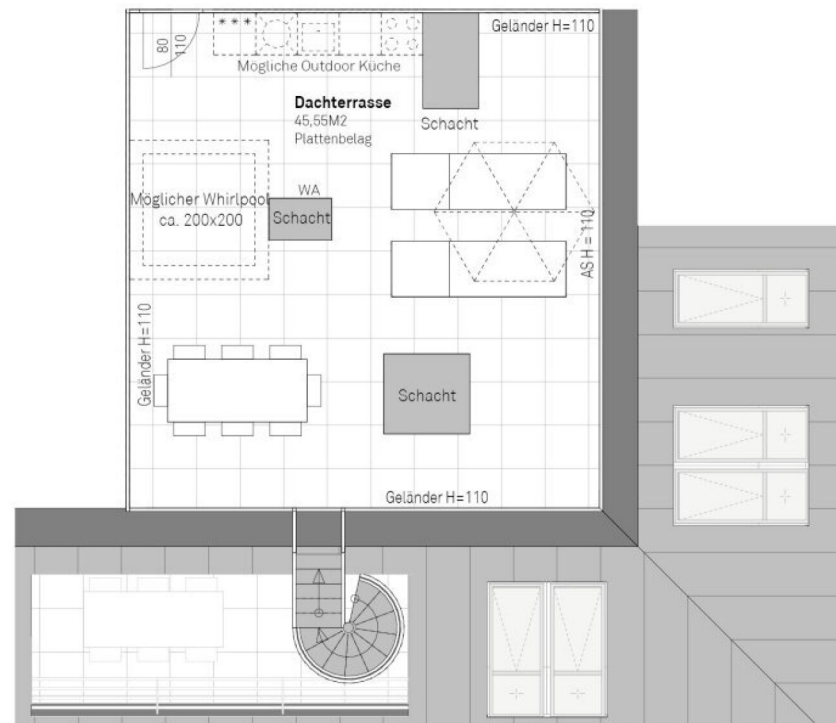 Geländer H=110
80
110
* * *
Mögliche Outdoor Küche
Dachterrasse
45,55M2
Plattenbelag
Schacht
Möglicher Whirlpool
ca. 200x200
WA
Schacht
AS H = 110
Geländer H=110
Schacht
Geländer H=110